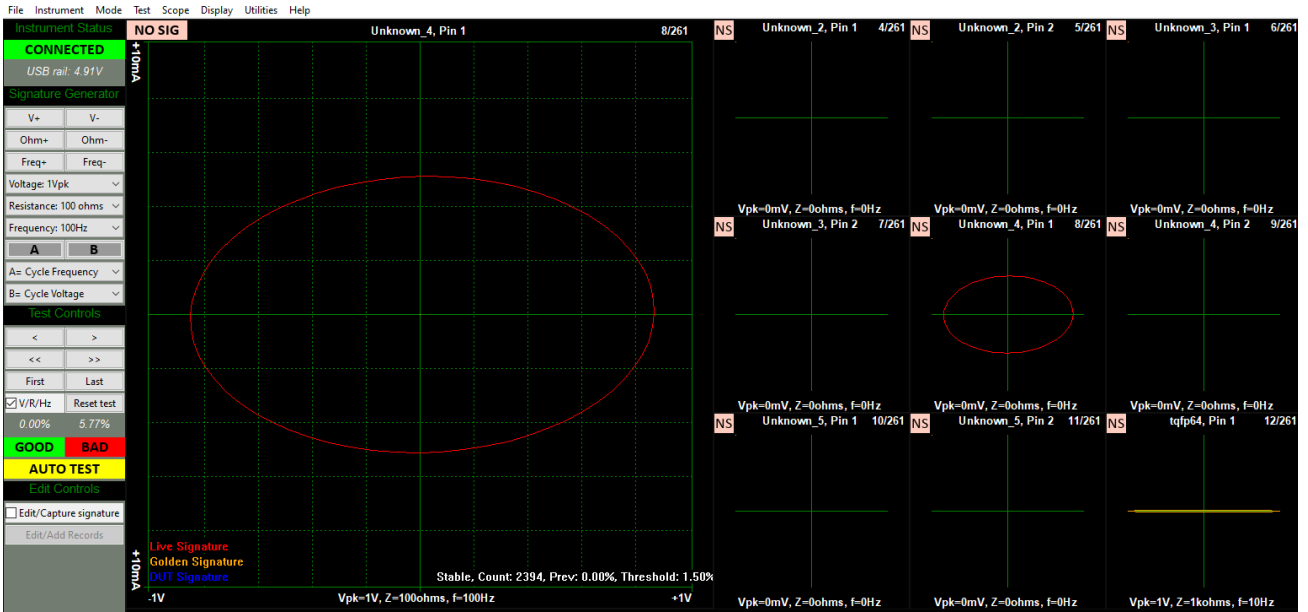 File Instrument Mode Test Scope Display Utilities Help
Instrument Status
CONNECTED
USB rail: 4.91V
Signature Generator
V+ V-
Ohm+ Ohm-
Freq+ Freq-
Voltage: 1Vpk
Resistance: 100 ohms
Frequency: 100Hz
A B
A= Cycle Frequency
B= Cycle Voltage
Test Controls
< >
<< >>
First Last
V/R/Hz Reset test
0.00% 5.77%
GOOD BAD
AUTO TEST
Edit Controls
Edit/Capture signature
Edit/Add Records
NO SIG Unknown_4, Pin 1 8/261
+10mA
Live Signature
Golden Signature
DUT Signature
Stable, Count: 2394, Prev: 0.00%, Threshold: 1.50%
+10mA
-1V Vpk=1V, Z=100ohms, f=100Hz +1V
NS Unknown_2, Pin 1 4/261
Vpk=0mV, Z=0ohms, f=0Hz
NS Unknown_2, Pin 2 5/261
Vpk=0mV, Z=0ohms, f=0Hz
NS Unknown_3, Pin 1 6/261
Vpk=0mV, Z=0ohms, f=0Hz
NS Unknown_3, Pin 2 7/261
Vpk=0mV, Z=0ohms, f=0Hz
NS Unknown_4, Pin 1 8/261
Vpk=0mV, Z=0ohms, f=0Hz
NS Unknown_4, Pin 2 9/261
Vpk=0mV, Z=0ohms, f=0Hz
NS Unknown_5, Pin 1 10/261
Vpk=0mV, Z=0ohms, f=0Hz
NS Unknown_5, Pin 2 11/261
Vpk=0mV, Z=0ohms, f=0Hz
NS tqfp64, Pin 1 12/261
Vpk=1V, Z=1kohms, f=10Hz